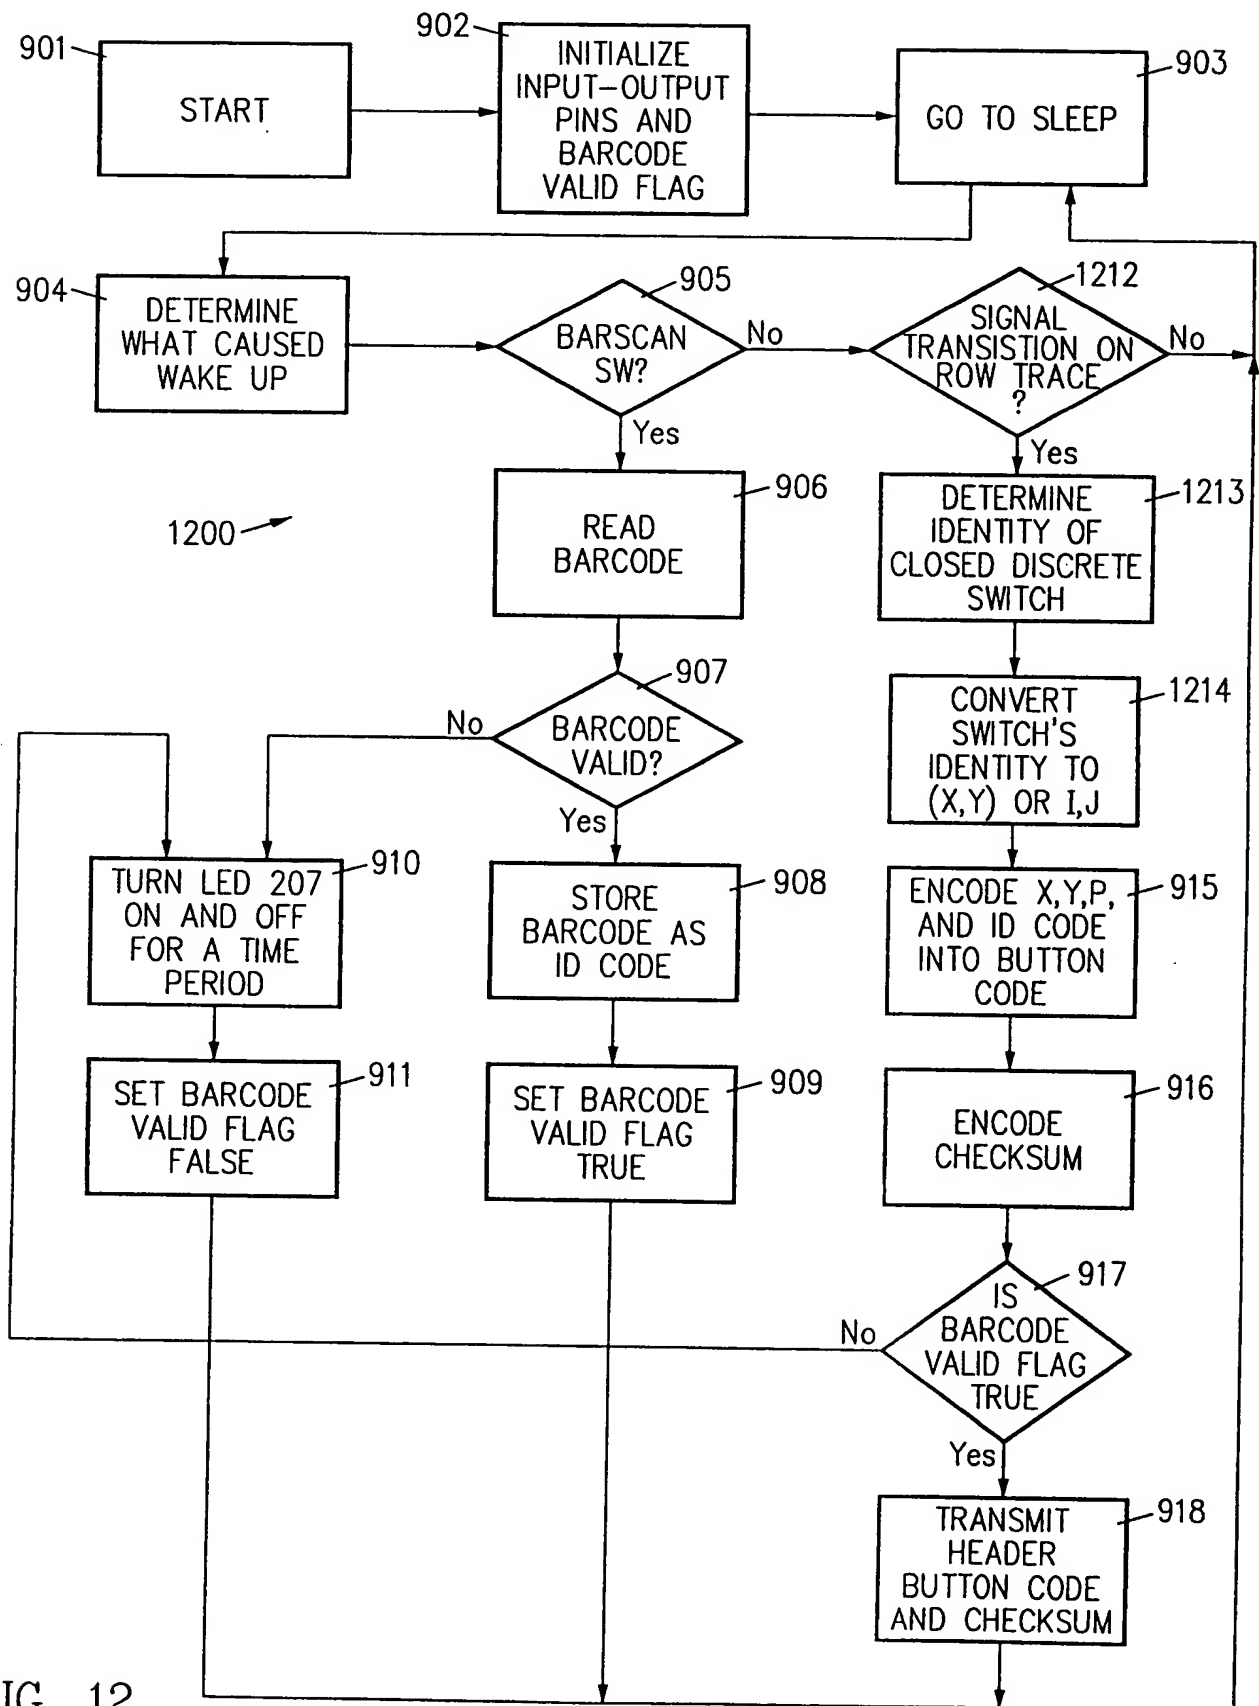 901
START
902
INITIALIZE
INPUT-OUTPUT
PINS AND
BARCODE
VALID FLAG
903
GO TO SLEEP
904
DETERMINE
WHAT CAUSED
WAKE UP
905
BARSCAN
SW?
No
Yes
1212
SIGNAL
TRANSISTION ON
ROW TRACE
?
No
Yes
1200
906
READ
BARCODE
1213
DETERMINE
IDENTITY OF
CLOSED DISCRETE
SWITCH
907
BARCODE
VALID?
No
Yes
1214
CONVERT
SWITCH'S
IDENTITY TO
(X,Y) OR I,J
910
TURN LED 207
ON AND OFF
FOR A TIME
PERIOD
908
STORE
BARCODE AS
ID CODE
915
ENCODE X,Y,P,
AND ID CODE
INTO BUTTON
CODE
911
SET BARCODE
VALID FLAG
FALSE
909
SET BARCODE
VALID FLAG
TRUE
916
ENCODE
CHECKSUM
917
IS
BARCODE
VALID FLAG
TRUE
No
Yes
918
TRANSMIT
HEADER
BUTTON CODE
AND CHECKSUM
IG. 12